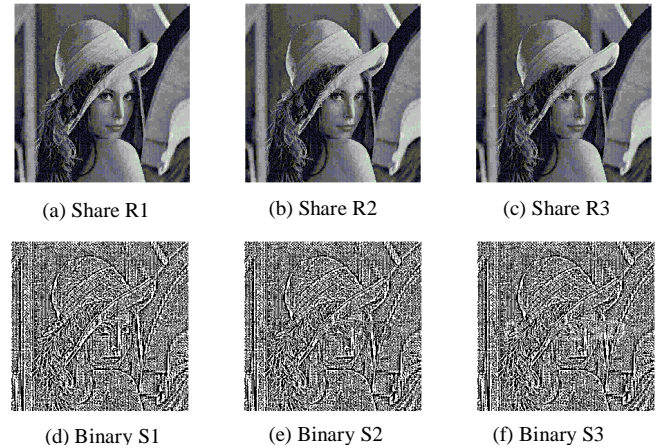 (a) Share R1
(b) Share R2
(c) Share R3
(d) Binary S1
(e) Binary S2
(f) Binary S3